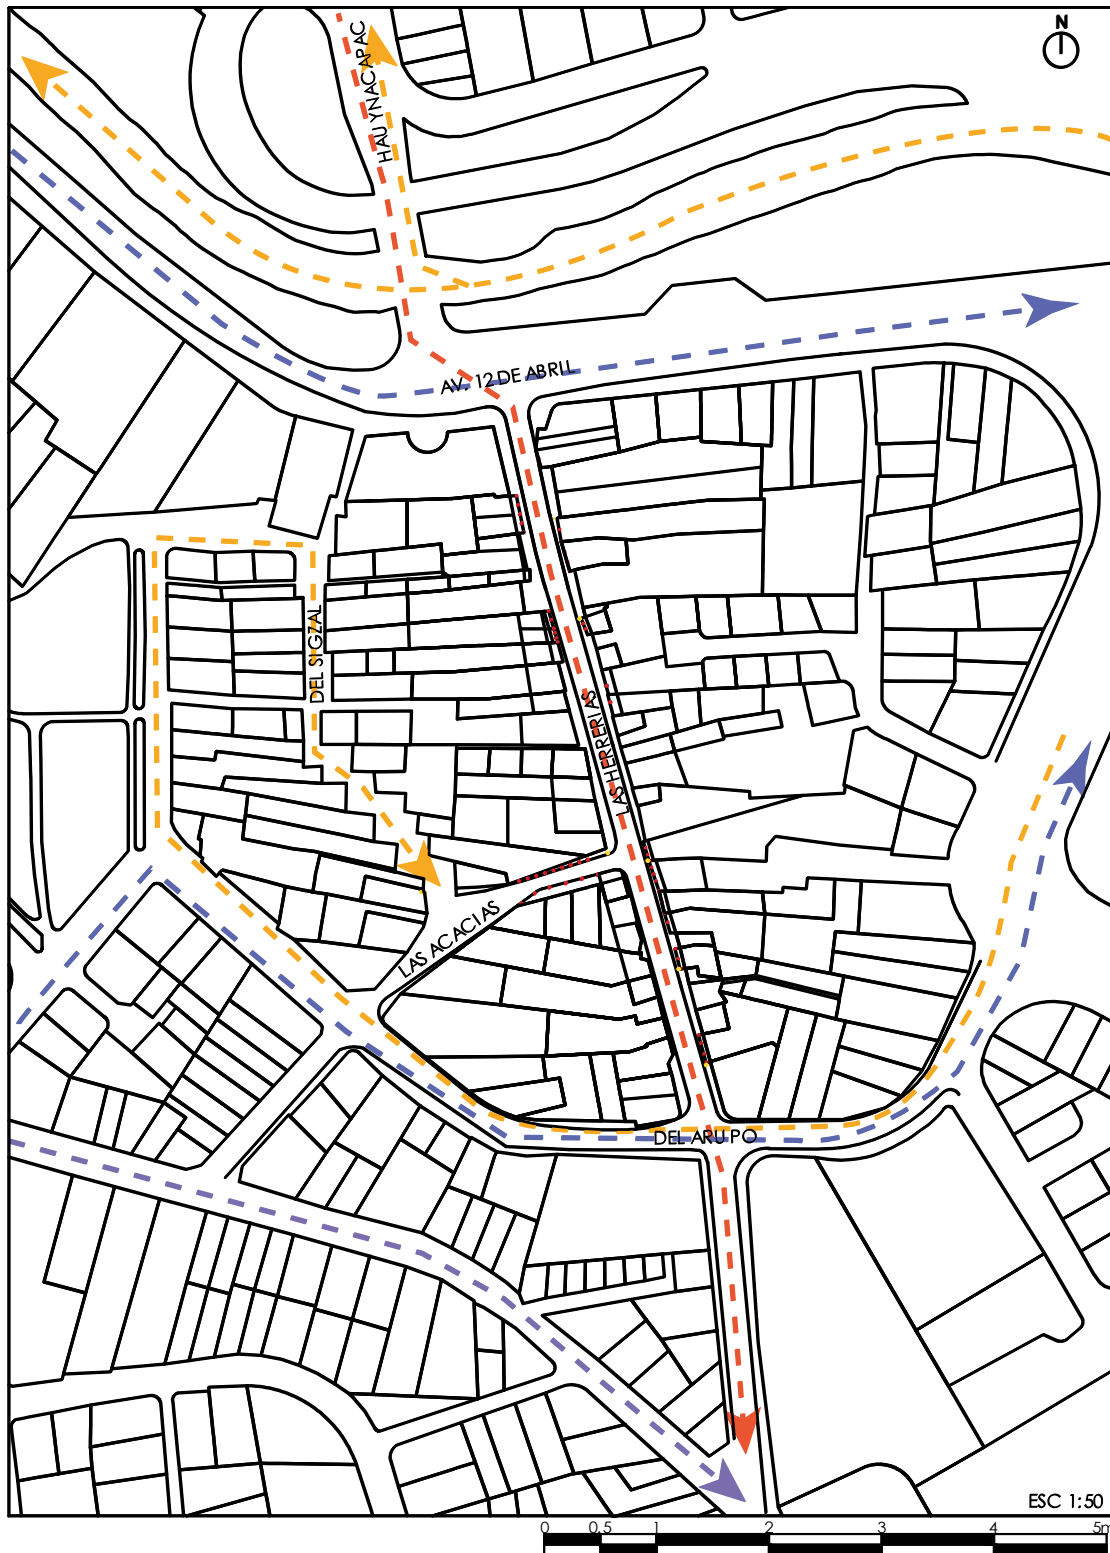 N
HAUYNACAPAC
AV. 12 DE ABRIL
DEL SIGZAL
LAS HERRERIAS
LAS ACACIAS
DEL ARUPO
ESC 1:50
0 0.5 1 2 3 4 5m